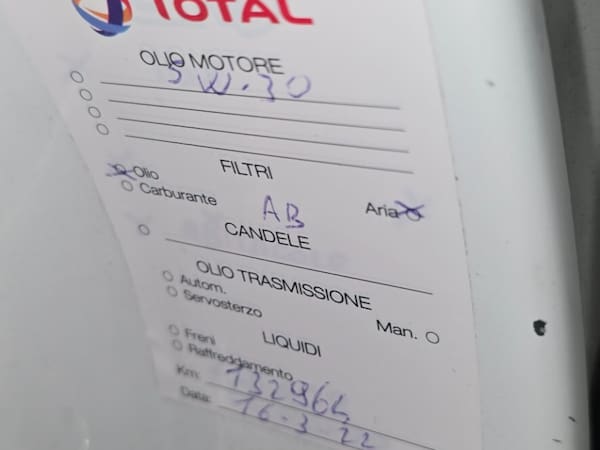 TOTAL
OLIO MOTORE
5W-30
FILTRI
Olio
Carburante
AB
Aria
CANDELE
OLIO TRASMISSIONE
Autom.
Servosterzo
Man.
LIQUIDI
Freni
Raffreddamento
Km: 132964
Data: 16-3-22